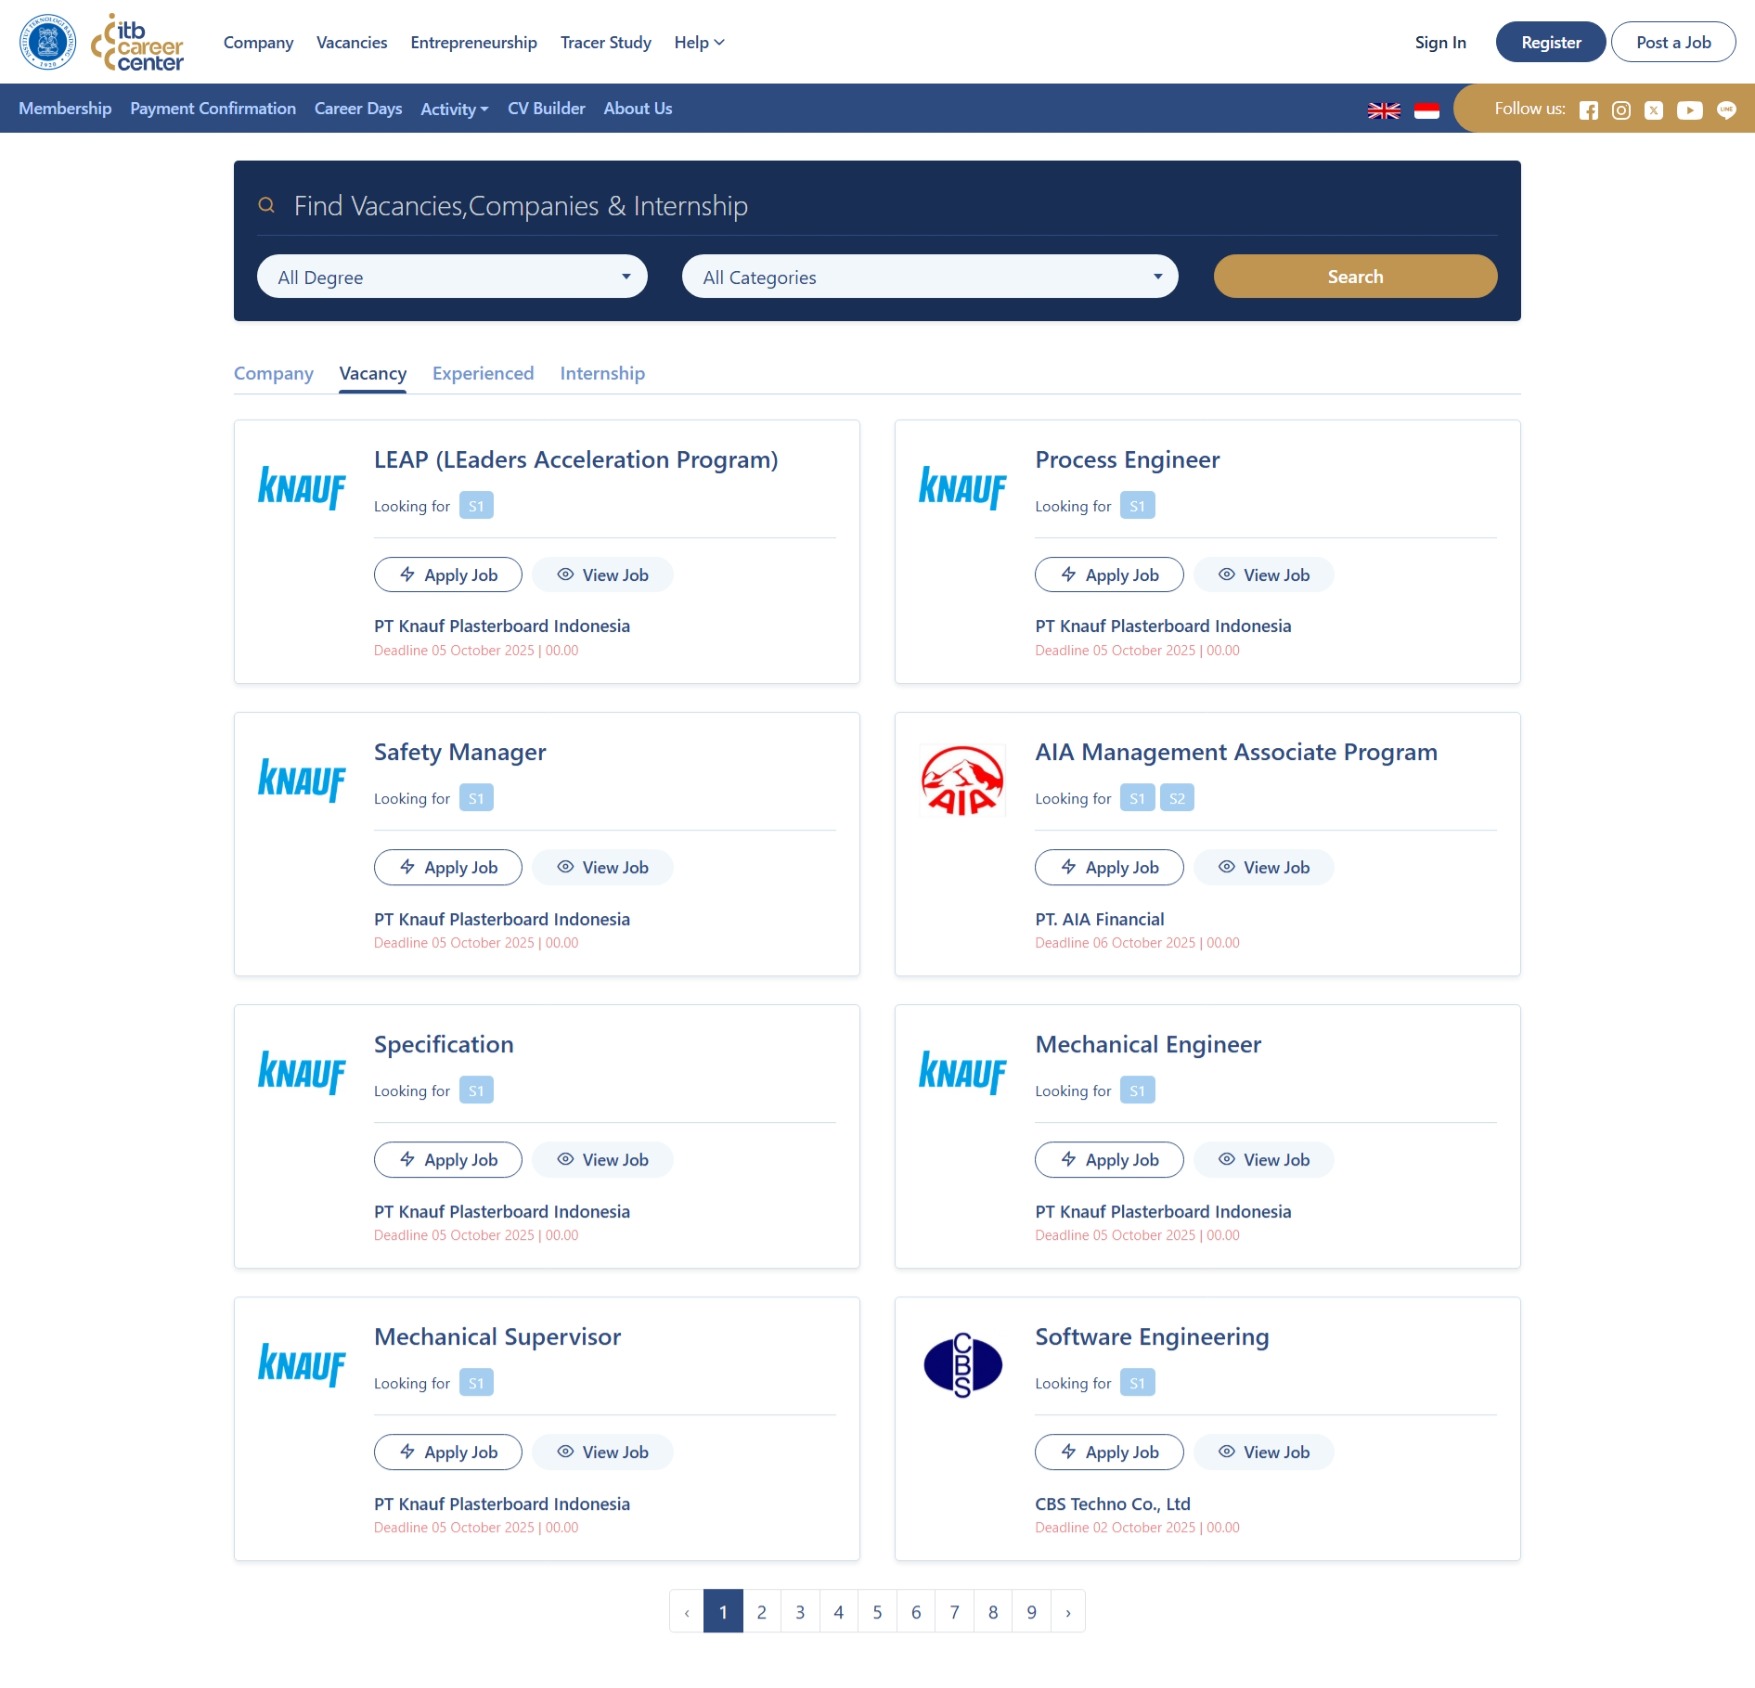 INSTITUT TEKNOLOGI BANDUNG
1920
itb
career
center
Company Vacancies Entrepreneurship Tracer Study Help
Sign In Register Post a Job
Membership Payment Confirmation Career Days Activity CV Builder About Us
Follow us:
LINE
Find Vacancies,Companies & Internship
All Degree All Categories Search
Company Vacancy Experienced Internship
KNAUF
LEAP (LEaders Acceleration Program)
Looking for S1
Apply Job View Job
PT Knauf Plasterboard Indonesia
Deadline 05 October 2025 | 00.00
KNAUF
Process Engineer
Looking for S1
Apply Job View Job
PT Knauf Plasterboard Indonesia
Deadline 05 October 2025 | 00.00
KNAUF
Safety Manager
Looking for S1
Apply Job View Job
PT Knauf Plasterboard Indonesia
Deadline 05 October 2025 | 00.00
AIA
AIA Management Associate Program
Looking for S1 S2
Apply Job View Job
PT. AIA Financial
Deadline 06 October 2025 | 00.00
KNAUF
Specification
Looking for S1
Apply Job View Job
PT Knauf Plasterboard Indonesia
Deadline 05 October 2025 | 00.00
KNAUF
Mechanical Engineer
Looking for S1
Apply Job View Job
PT Knauf Plasterboard Indonesia
Deadline 05 October 2025 | 00.00
KNAUF
Mechanical Supervisor
Looking for S1
Apply Job View Job
PT Knauf Plasterboard Indonesia
Deadline 05 October 2025 | 00.00
CBS
Software Engineering
Looking for S1
Apply Job View Job
CBS Techno Co., Ltd
Deadline 02 October 2025 | 00.00
‹ 1 2 3 4 5 6 7 8 9 ›